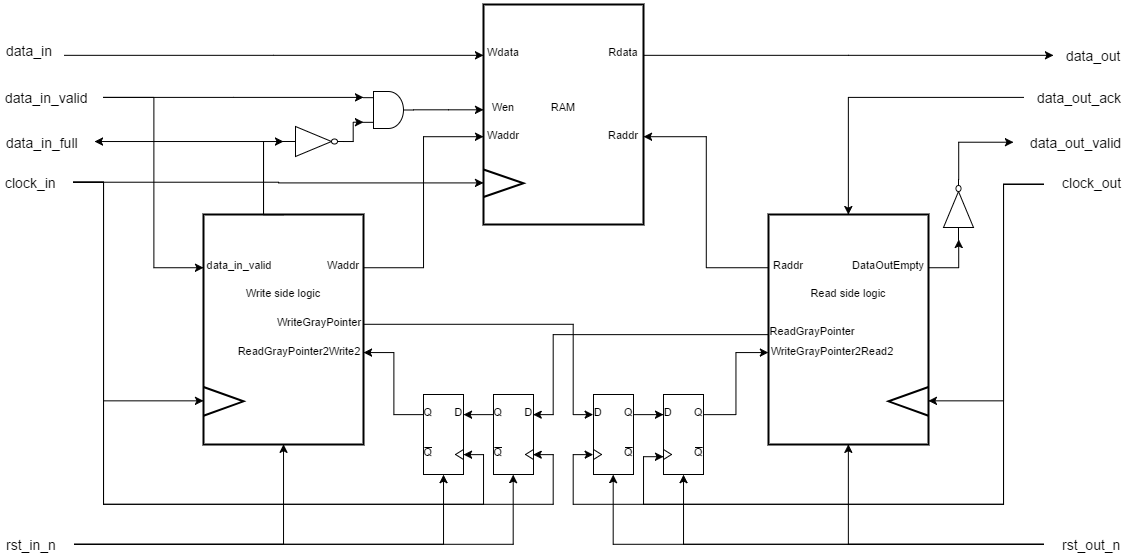 data_in
Wdata
Rdata
data_out
data_in_valid
Wen
RAM
data_out_ack
data_in_full
Waddr
Raddr
data_out_valid
clock_in
clock_out
data_in_valid
Waddr
Write side logic
WriteGrayPointer
ReadGrayPointer2Write2
Raddr
DataOutEmpty
Read side logic
ReadGrayPointer
WriteGrayPointer2Read2
Q D
Q
Q D
Q
D Q
Q
D Q
Q
rst_in_n
rst_out_n